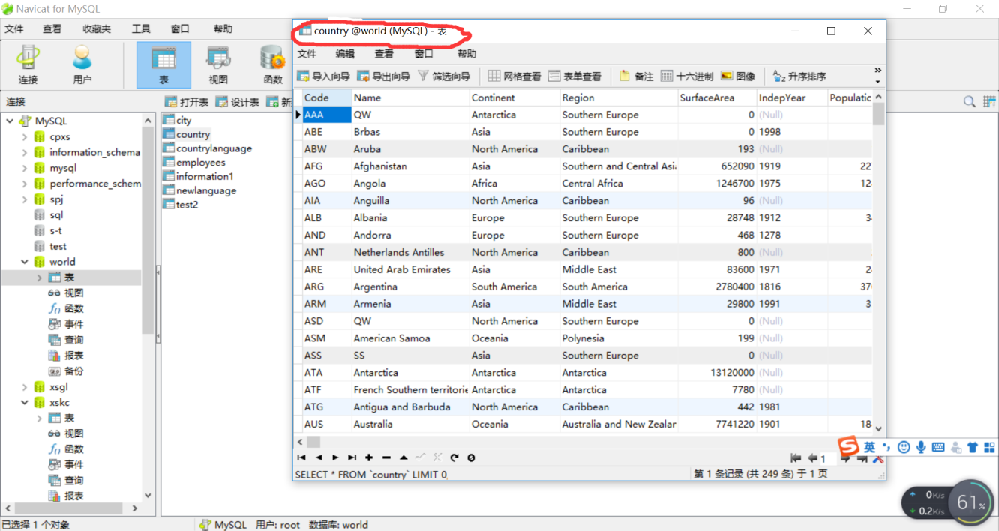 Navicat for MySQL
文件 查看 收藏夹 工具 窗口 帮助
连接 用户 表 视图 函数
连接
打开表 设计表 新
MySQL
cpxs
information_schema
mysql
performance_schem
spj
sql
s-t
test
world
表
视图
函数
事件
查询
报表
备份
xsgl
xskc
表
视图
函数
事件
查询
报表
city
country
countrylanguage
employees
information1
newlanguage
test2
country @world (MySQL) - 表
文件 编辑 查看 窗口 帮助
导入向导 导出向导 筛选向导 网格查看 表单查看 备注 十六进制 图像 升序排序
Code Name Continent Region SurfaceArea IndepYear Populatic
AAA QW Antarctica Southern Europe 0 (Null)
ABE Brbas Asia Southern Europe 0 1998
ABW Aruba North America Caribbean 193 (Null)
AFG Afghanistan Asia Southern and Central Asi 652090 1919 22
AGO Angola Africa Central Africa 1246700 1975 12
AIA Anguilla North America Caribbean 96 (Null)
ALB Albania Europe Southern Europe 28748 1912 3
AND Andorra Europe Southern Europe 468 1278
ANT Netherlands Antilles North America Caribbean 800 (Null)
ARE United Arab Emirates Asia Middle East 83600 1971 2
ARG Argentina South America South America 2780400 1816 37
ARM Armenia Asia Middle East 29800 1991 3
ASD QW North America Southern Europe 0 (Null)
ASM American Samoa Oceania Polynesia 199 (Null)
ASS SS Asia Southern Europe 0 (Null)
ATA Antarctica Antarctica Antarctica 13120000 (Null)
ATF French Southern territorie Antarctica Antarctica 7780 (Null)
ATG Antigua and Barbuda North America Caribbean 442 1981
AUS Australia Oceania Australia and New Zealar 7741220 1901 18
1
SELECT * FROM `country` LIMIT 0
第 1 条记录 (共 249 条) 于 1 页
S 英
0K/s
0.2K/s
61%
已选择 1 个对象 MySQL 用户: root 数据库: world